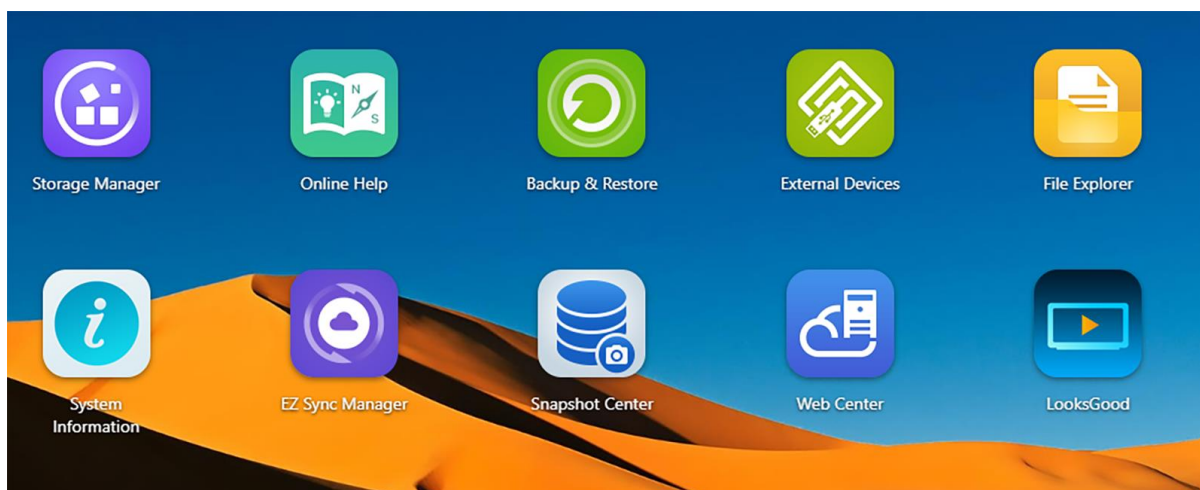 N
S
Storage Manager
Online Help
Backup & Restore
External Devices
File Explorer
i
System
Information
EZ Sync Manager
Snapshot Center
Web Center
LooksGood